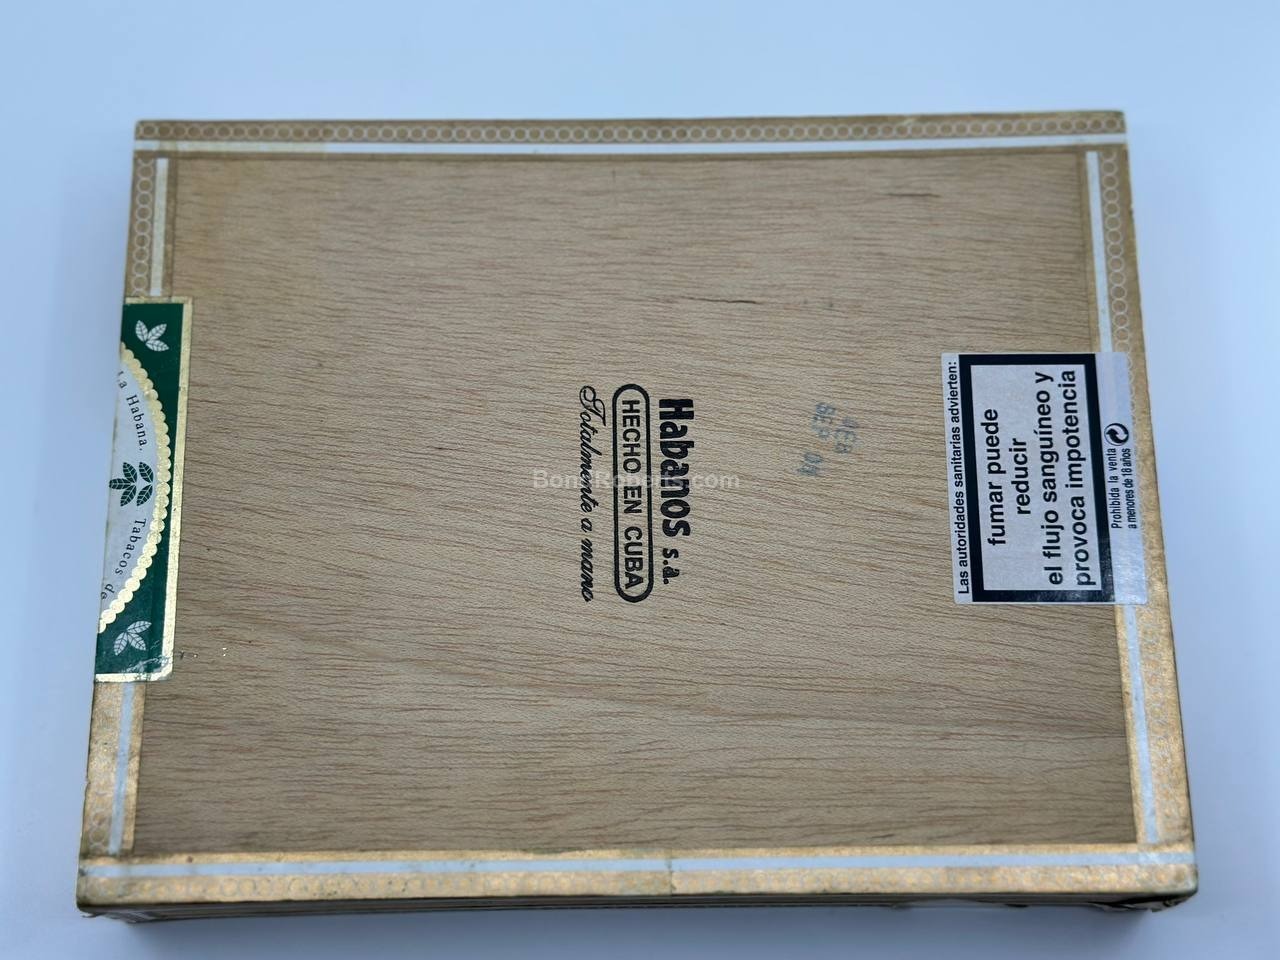 Habanos s.a.
HECHO EN CUBA
Totalmente a mano
SEP 04
Las autoridades sanitarias advierten:
fumar puede
reducir
el flujo sanguíneo y
provoca impotencia
Prohibida la venta
a menores de 18 años
La Habana.
Tabacos de